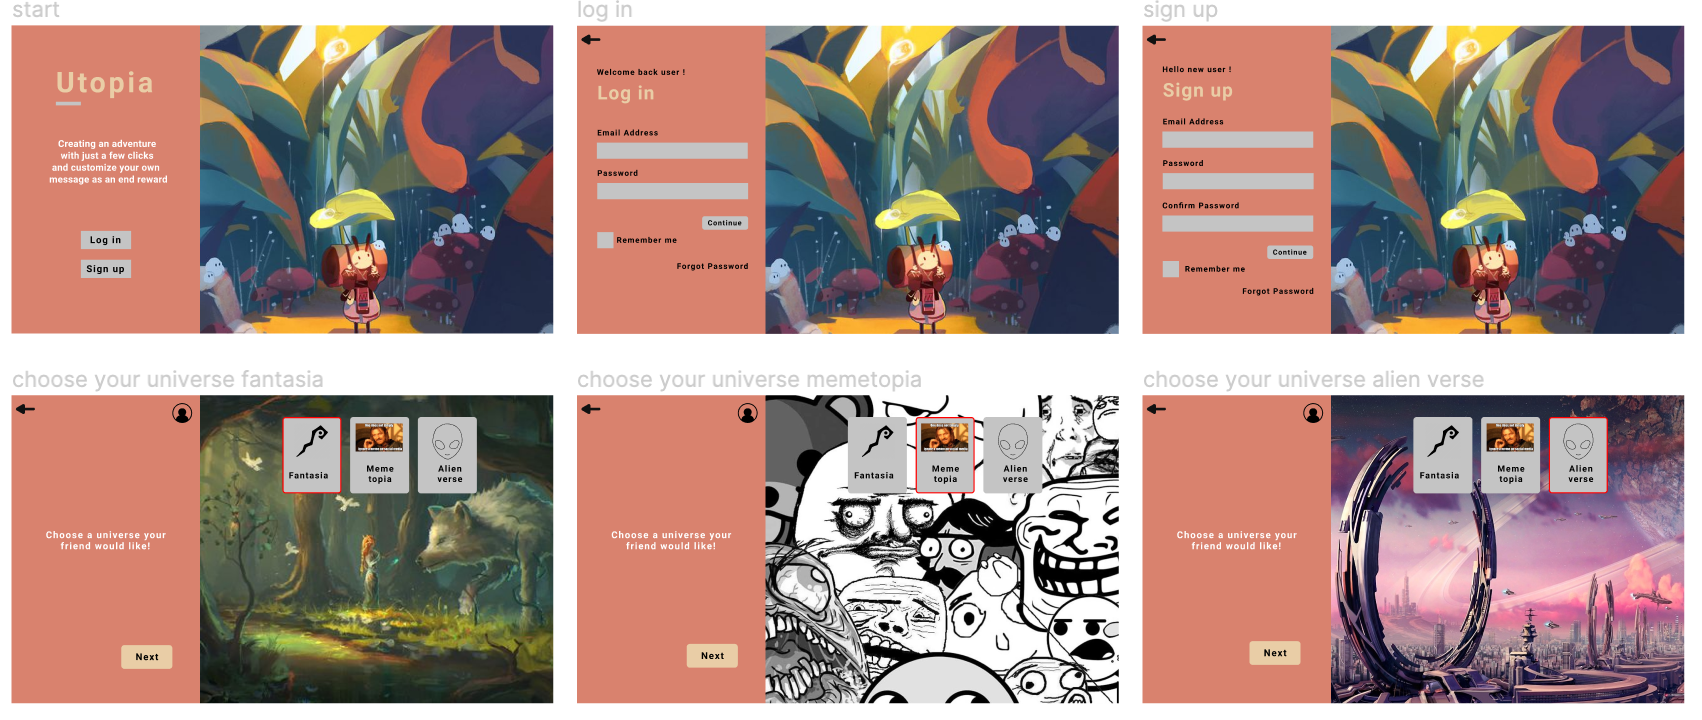 start
Utopia
Creating an adventure
with just a few clicks
and customize your own
message as an end reward
Log in
Sign up
log in
Welcome back user !
Log in
Email Address
Password
Continue
Remember me
Forgot Password
sign up
Hello new user !
Sign up
Email Address
Password
Confirm Password
Continue
Remember me
Forgot Password
choose your universe fantasia
Fantasia
Meme
topia
Alien
verse
Choose a universe your
friend would like!
Next
choose your universe memetopia
Fantasia
Meme
topia
Alien
verse
Choose a universe your
friend would like!
Next
choose your universe alien verse
Fantasia
Meme
topia
Alien
verse
Choose a universe your
friend would like!
Next